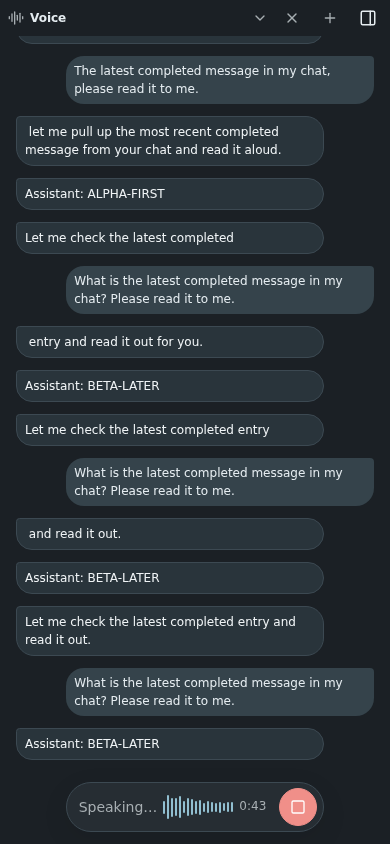 Voice
The latest completed message in my chat,
please read it to me.
let me pull up the most recent completed
message from your chat and read it aloud.
Assistant: ALPHA-FIRST
Let me check the latest completed
What is the latest completed message in my
chat? Please read it to me.
entry and read it out for you.
Assistant: BETA-LATER
Let me check the latest completed entry
What is the latest completed message in my
chat? Please read it to me.
and read it out.
Assistant: BETA-LATER
Let me check the latest completed entry and
read it out.
What is the latest completed message in my
chat? Please read it to me.
Assistant: BETA-LATER
Speaking... 0:43